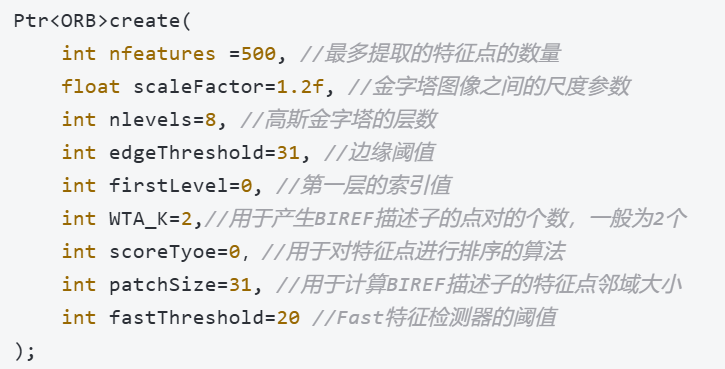 Ptr<ORB>create(
int nfeatures =500, //最多提取的特征点的数量
float scaleFactor=1.2f, //金字塔图像之间的尺度参数
int nlevels=8, //高斯金字塔的层数
int edgeThreshold=31, //边缘阈值
int firstLevel=0, //第一层的索引值
int WTA_K=2,//用于产生BIREF描述子的点对的个数，一般为2个
int scoreTyoe=0，//用于对特征点进行排序的算法
int patchSize=31, //用于计算BIREF描述子的特征点邻域大小
int fastThreshold=20 //Fast特征检测器的阈值
);